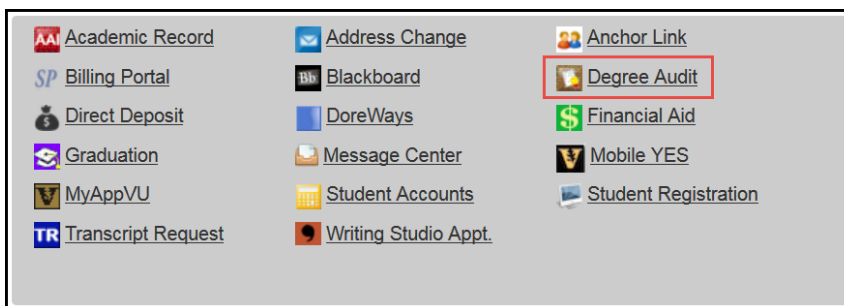 AAI Academic Record Address Change Anchor Link
SP Billing Portal Bb Blackboard Degree Audit
$ Direct Deposit DoreWays $ Financial Aid
Graduation Message Center V Mobile YES
V MyAppVU Student Accounts Student Registration
TR Transcript Request Writing Studio Appt.